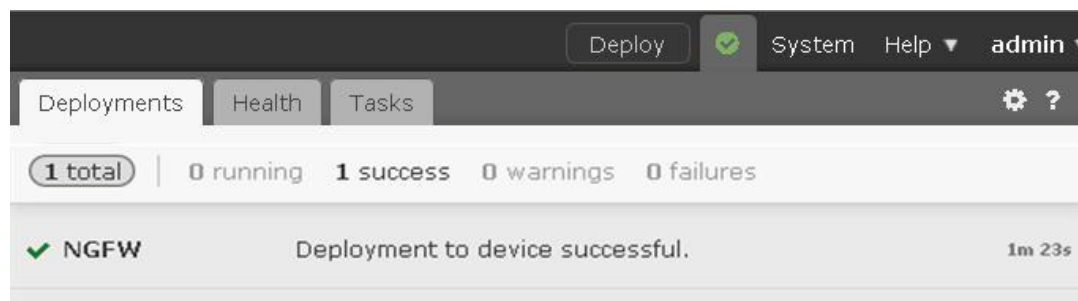 Deploy System Help ▼ admin
Deployments Health Tasks ?
1 total 0 running 1 success 0 warnings 0 failures
NGFW Deployment to device successful. 1m 23s